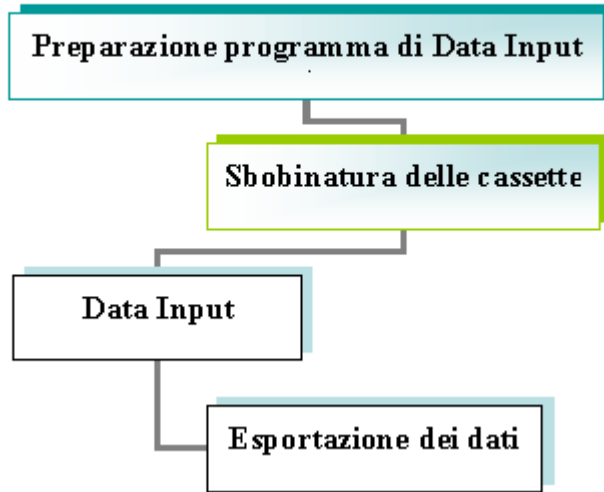 Preparazione programma di Data Input
.
Sbobinatura delle cassette
Data Input
Esportazione dei dati